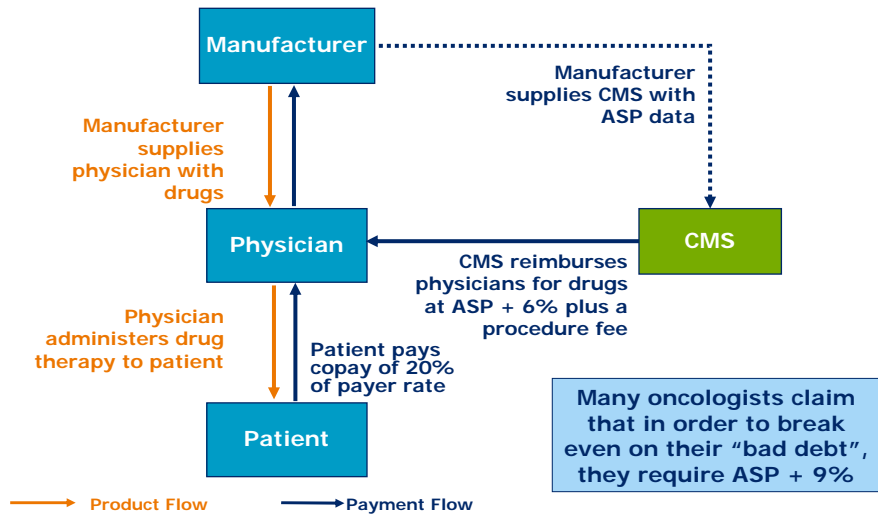 Manufacturer
Manufacturer
supplies CMS with
ASP data
Manufacturer
supplies
physician with
drugs
Physician
CMS
CMS reimburses
physicians for drugs
at ASP + 6% plus a
procedure fee
Physician
administers drug
therapy to patient
Patient pays
copay of 20%
of payer rate
Many oncologists claim
that in order to break
even on their “bad debt”,
they require ASP + 9%
Patient
Product Flow
Payment Flow